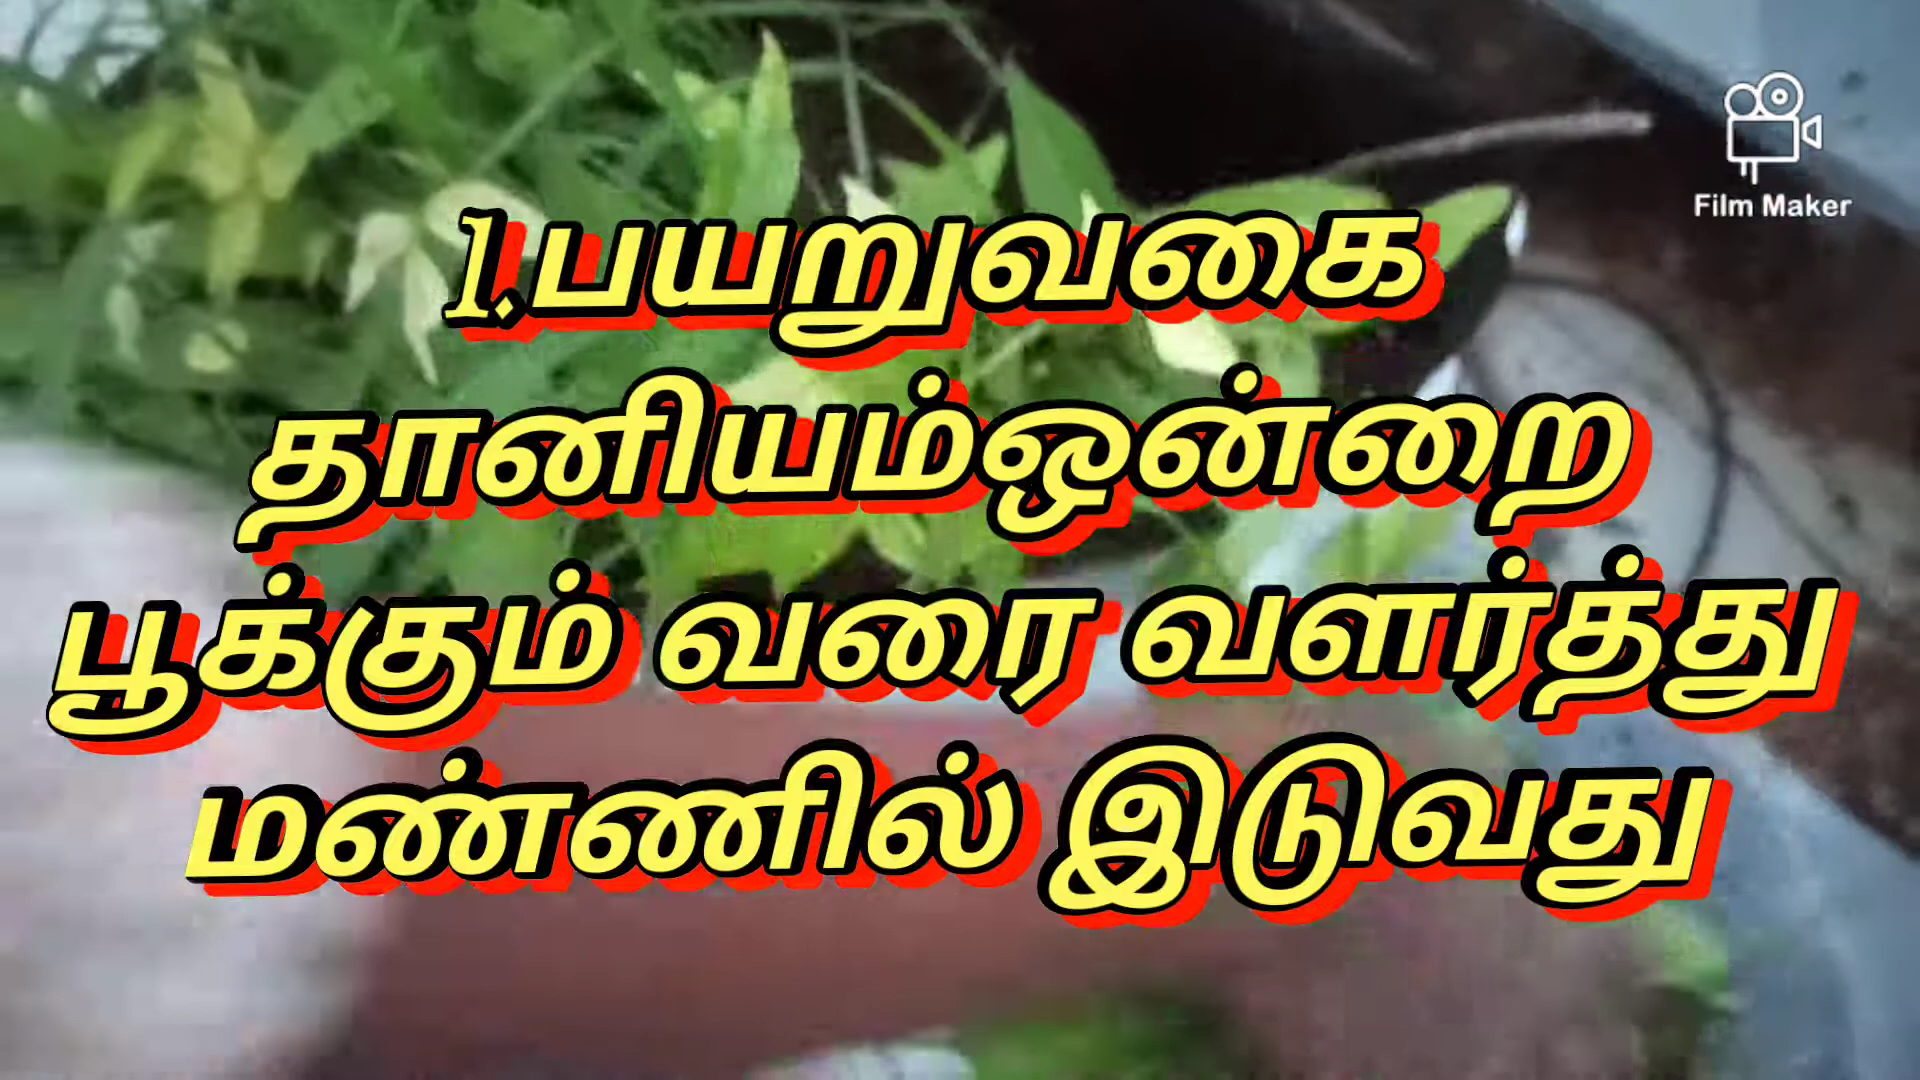 Film Maker
1.பயறுவகை
தானியம்ஒன்றை
பூக்கும் வரை வளர்த்து
மண்ணில் இடுவது